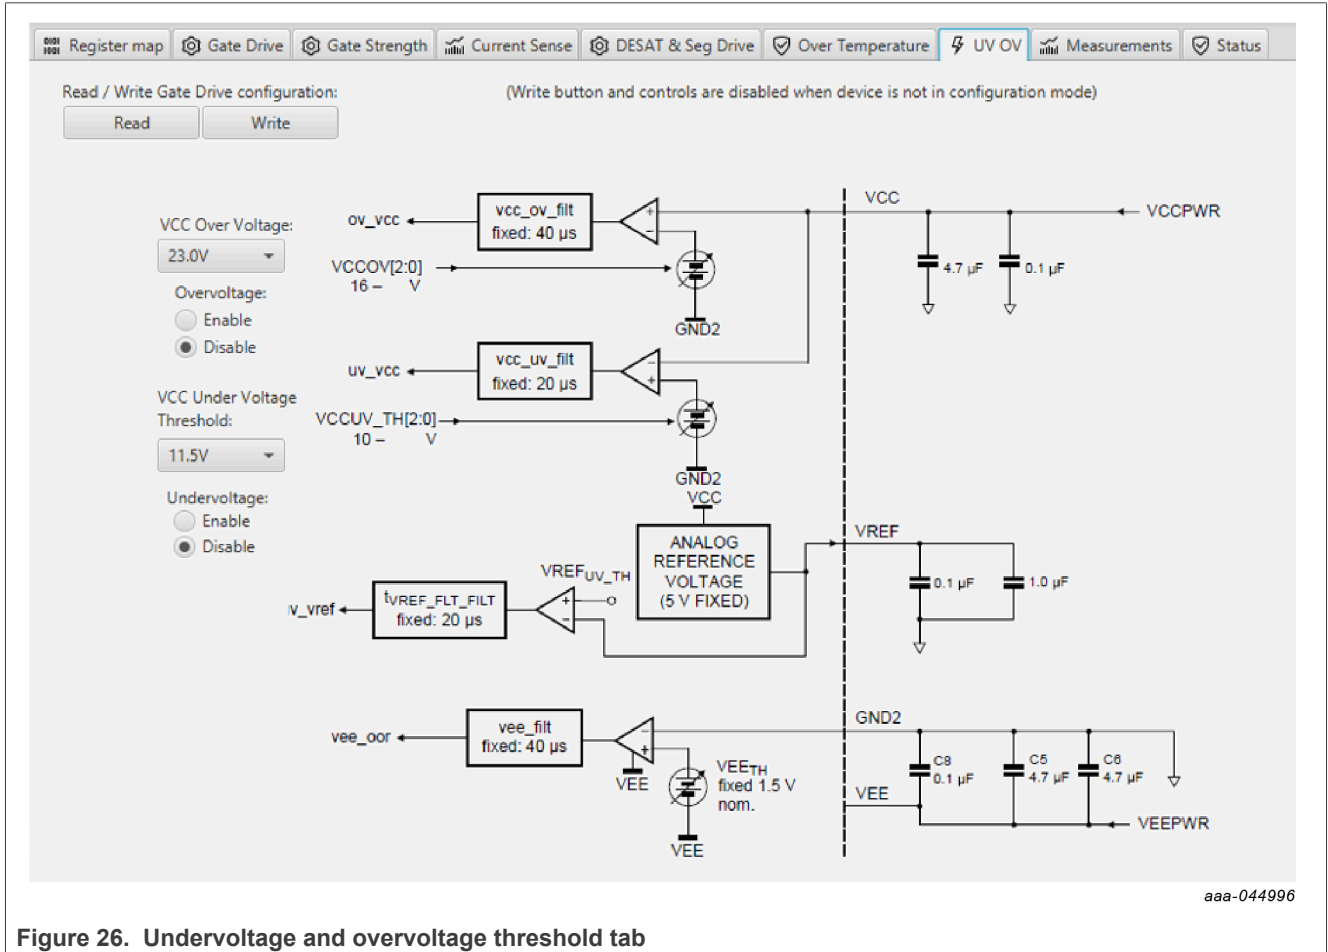 Register map Gate Drive Gate Strength Current Sense DESAT & Seg Drive Over Temperature UV OV Measurements Status
Read / Write Gate Drive configuration: (Write button and controls are disabled when device is not in configuration mode)
Read Write
VCC
VCCPWR
VCC Over Voltage:
23.0V
Overvoltage:
Enable
Disable
ov_vcc
vcc_ov_filt
fixed: 40 µs
+
−
VCCOV[2:0]
16 – V
GND2
4.7 µF
0.1 µF
VCC Under Voltage
Threshold:
11.5V
Undervoltage:
Enable
Disable
uv_vcc
vcc_uv_filt
fixed: 20 µs
−
+
VCCUV_TH[2:0]
10 – V
GND2
VCC
ANALOG
REFERENCE
VOLTAGE
(5 V FIXED)
VREF
0.1 µF
1.0 µF
VREFUV_TH
+
−
tVREF_FLT_FILT
fixed: 20 µs
v_vref
GND2
vee_oor
vee_filt
fixed: 40 µs
−
+
VEE
VEETH
fixed 1.5 V
nom.
VEE
C8
0.1 µF
C5
4.7 µF
C6
4.7 µF
VEE
VEEPWR
aaa-044996
Figure 26. Undervoltage and overvoltage threshold tab